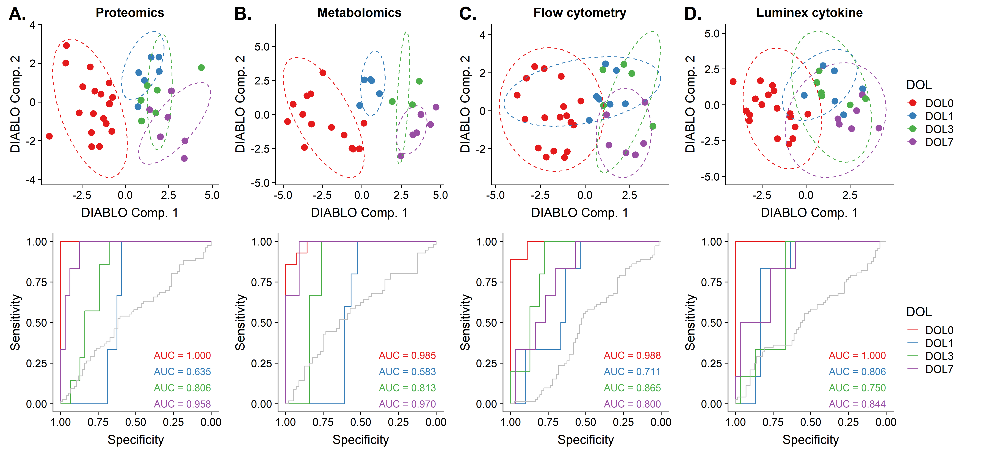 A.
Proteomics
4
2
0
-2
-4
DIABLO Comp. 2
-2.5
0.0
2.5
5.0
DIABLO Comp. 1
B.
Metabolomics
5.0
2.5
0.0
-2.5
-5.0
DIABLO Comp. 2
-5.0
-2.5
0.0
2.5
5.0
DIABLO Comp. 1
C.
Flow cytometry
4
2
0
-2
DIABLO Comp. 2
-5.0
-2.5
0.0
2.5
DIABLO Comp. 1
D.
Luminex cytokine
5.0
2.5
0.0
-2.5
-5.0
DIABLO Comp. 2
-2.5
0.0
2.5
DIABLO Comp. 1
DOL
DOL0
DOL1
DOL3
DOL7
1.00
0.75
0.50
0.25
0.00
Sensitivity
AUC = 1.000
AUC = 0.635
AUC = 0.806
AUC = 0.958
1.00
0.75
0.50
0.25
0.00
Specificity
1.00
0.75
0.50
0.25
0.00
Sensitivity
AUC = 0.985
AUC = 0.583
AUC = 0.813
AUC = 0.970
1.00
0.75
0.50
0.25
0.00
Specificity
1.00
0.75
0.50
0.25
0.00
Sensitivity
AUC = 0.988
AUC = 0.711
AUC = 0.865
AUC = 0.800
1.00
0.75
0.50
0.25
0.00
Specificity
1.00
0.75
0.50
0.25
0.00
Sensitivity
AUC = 1.000
AUC = 0.806
AUC = 0.750
AUC = 0.844
1.00
0.75
0.50
0.25
0.00
Specificity
DOL
DOL0
DOL1
DOL3
DOL7